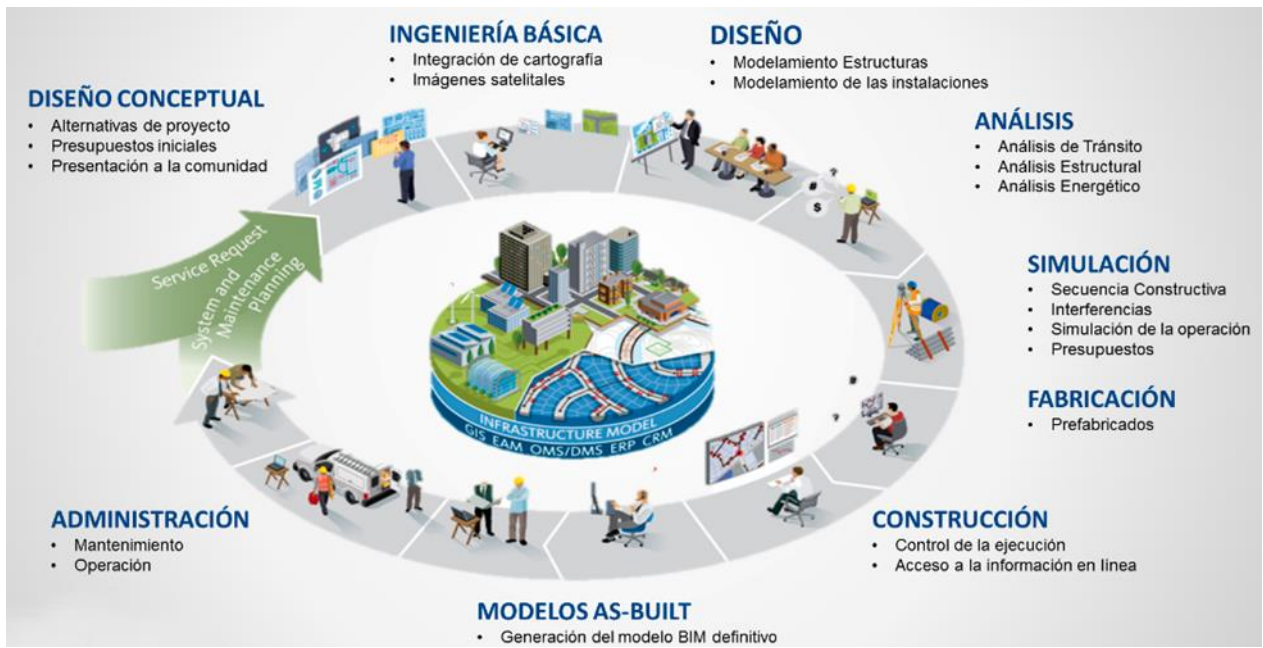 INGENIERÍA BÁSICA
• Integración de cartografía
• Imágenes satelitales
DISEÑO
• Modelamiento Estructuras
• Modelamiento de las instalaciones
DISEÑO CONCEPTUAL
• Alternativas de proyecto
• Presupuestos iniciales
• Presentación a la comunidad
ANÁLISIS
• Análisis de Tránsito
• Análisis Estructural
• Análisis Energético
#
?
$
Service Request
System and
Maintenance
Planning
SIMULACIÓN
• Secuencia Constructiva
• Interferencias
• Simulación de la operación
• Presupuestos
FABRICACIÓN
• Prefabricados
#
?
INFRASTRUCTURE MODEL
GIS EAM OMS/DMS ERP CRM
ADMINISTRACIÓN
• Mantenimiento
• Operación
CONSTRUCCIÓN
• Control de la ejecución
• Acceso a la información en línea
MODELOS AS-BUILT
• Generación del modelo BIM definitivo